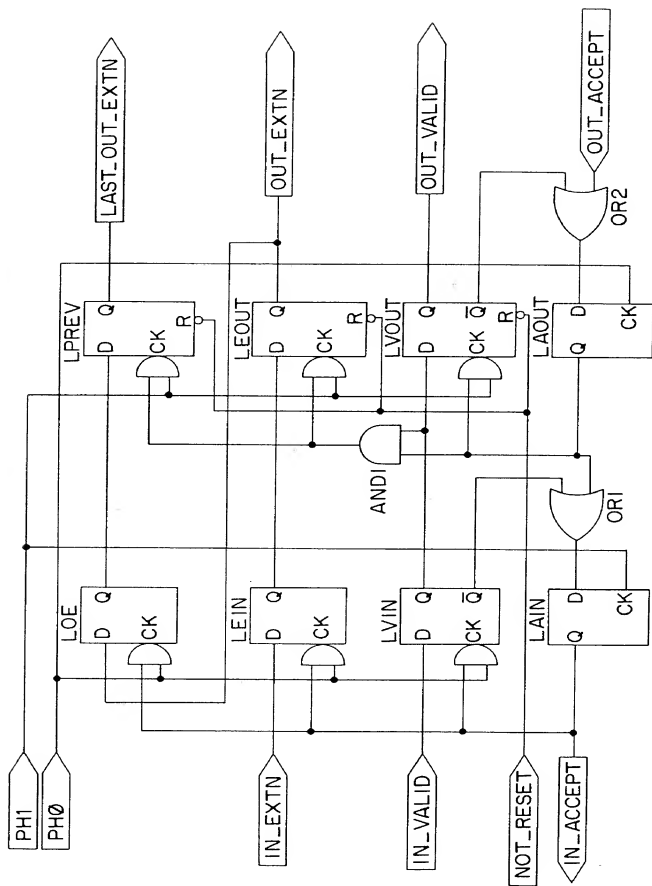 PH1
PH0
LOE
D Q
CK
LPREV
D Q
CK
R
LAST_OUT_EXTN
IN_EXTN
LEIN
D Q
CK
LEOUT
D Q
CK
R
OUT_EXTN
AND1
IN_VALID
LVIN
D Q
CK Q̅
LVOUT
D Q
CK Q̅
R
OUT_VALID
NOT_RESET
IN_ACCEPT
LAIN
Q D
CK
OR1
LAOUT
Q D
CK
OR2
OUT_ACCEPT